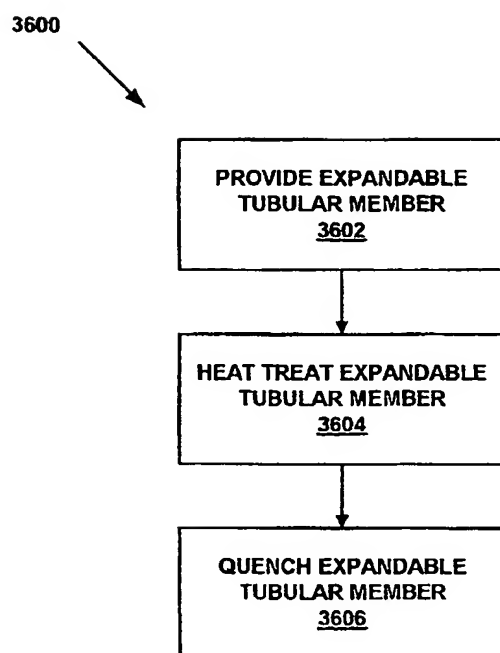 3600
PROVIDE EXPANDABLE
TUBULAR MEMBER
3602
HEAT TREAT EXPANDABLE
TUBULAR MEMBER
3604
QUENCH EXPANDABLE
TUBULAR MEMBER
3606